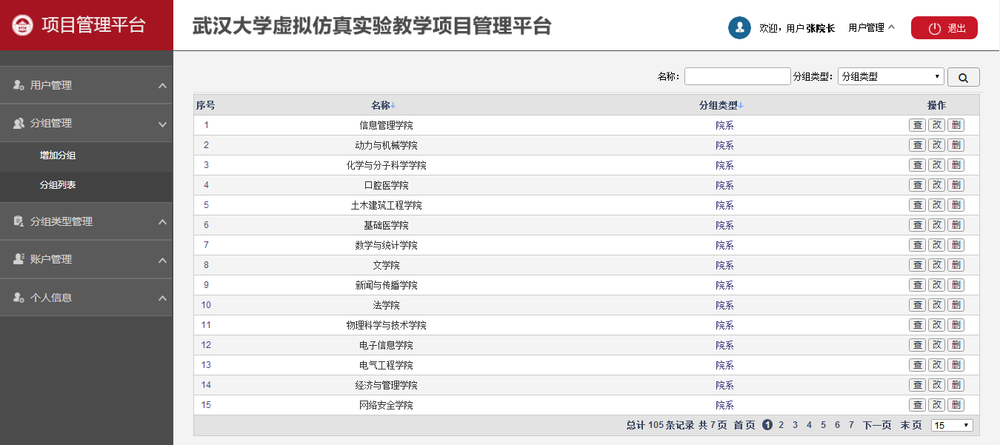 项目管理平台
武汉大学虚拟仿真实验教学项目管理平台
欢迎，用户 张院长 用户管理 退出
用户管理
分组管理
增加分组
分组列表
分组类型管理
账户管理
个人信息
名称： 分组类型： 分组类型
序号 名称 分组类型 操作
1 信息管理学院 院系 查 改 删
2 动力与机械学院 院系 查 改 删
3 化学与分子科学学院 院系 查 改 删
4 口腔医学院 院系 查 改 删
5 土木建筑工程学院 院系 查 改 删
6 基础医学院 院系 查 改 删
7 数学与统计学院 院系 查 改 删
8 文学院 院系 查 改 删
9 新闻与传播学院 院系 查 改 删
10 法学院 院系 查 改 删
11 物理科学与技术学院 院系 查 改 删
12 电子信息学院 院系 查 改 删
13 电气工程学院 院系 查 改 删
14 经济与管理学院 院系 查 改 删
15 网络安全学院 院系 查 改 删
总计 105 条记录 共 7 页 首 页 1 2 3 4 5 6 7 下一页 末 页 15